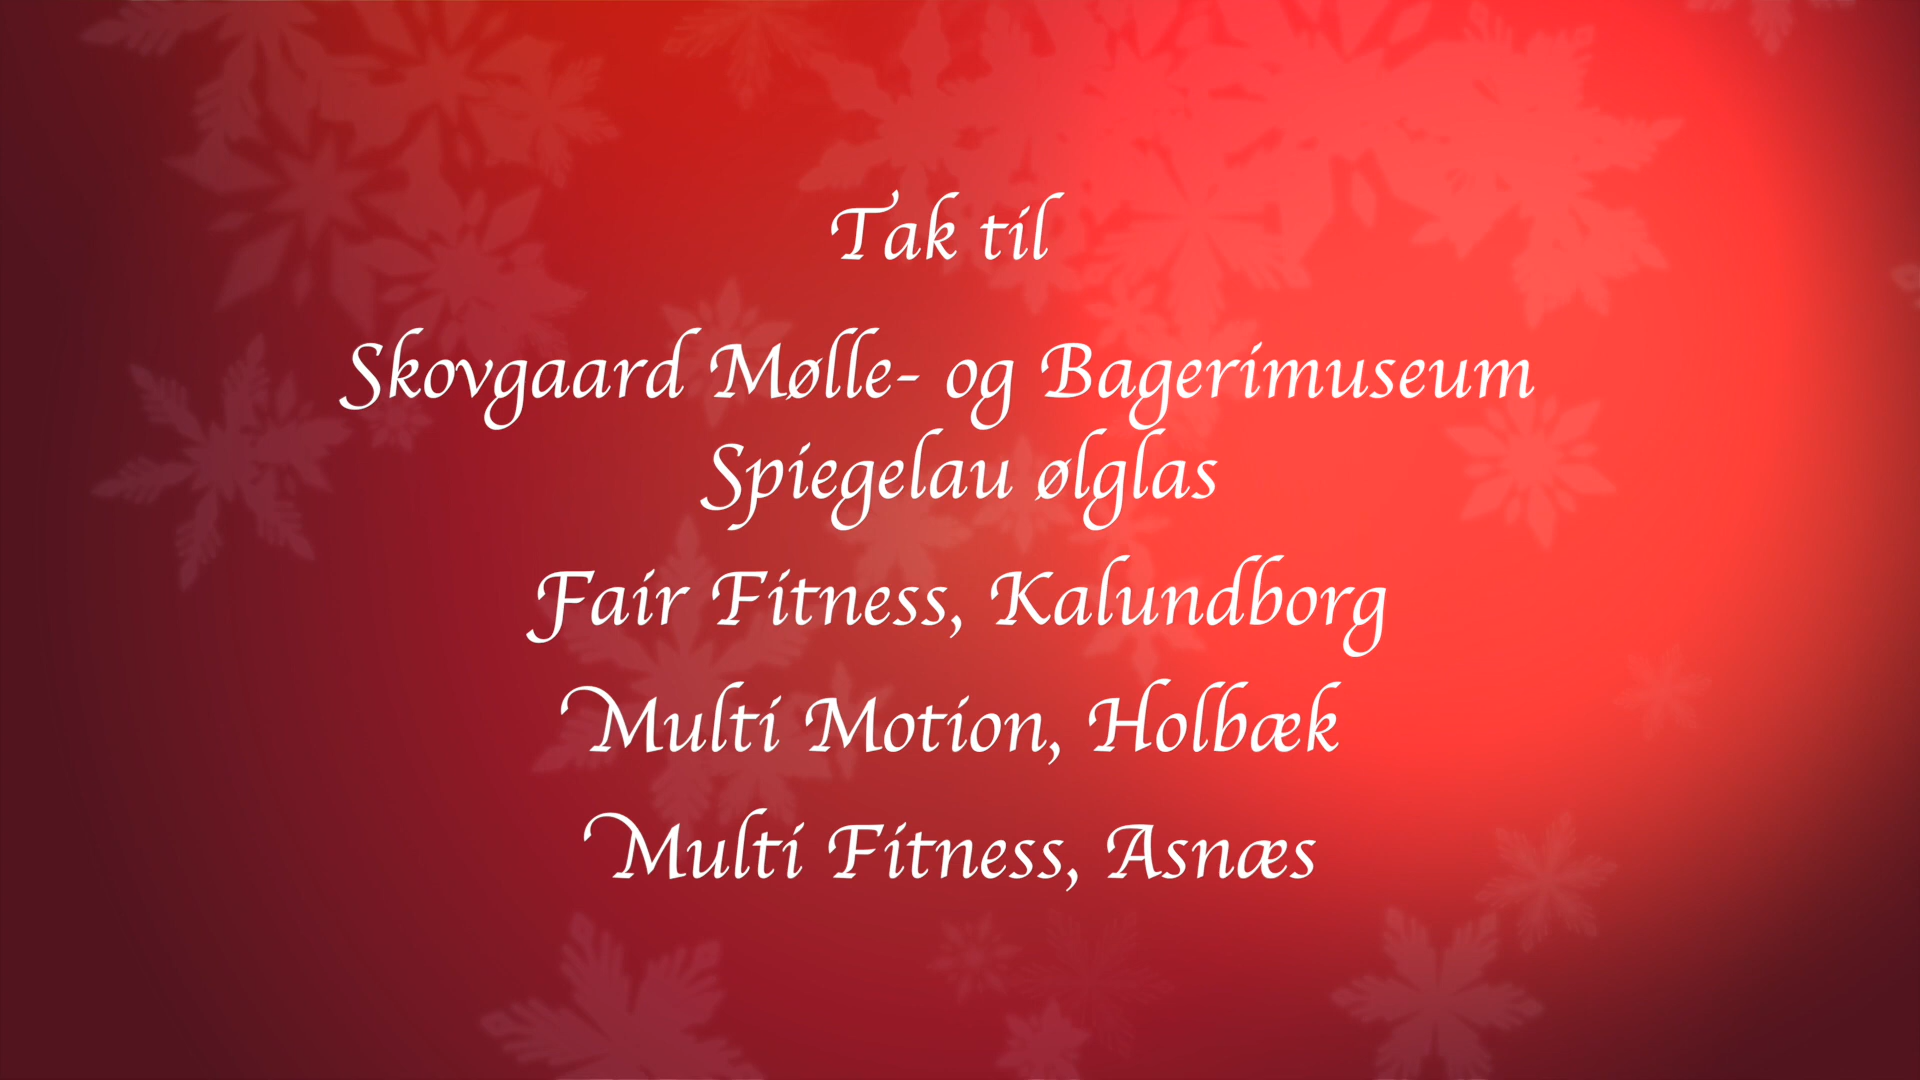 Tak til
Skovgaard Mølle- og Bagerimuseum
Spiegelau ølglas
Fair Fitness, Kalundborg
Multi Motion, Holbæk
Multi Fitness, Asnæs